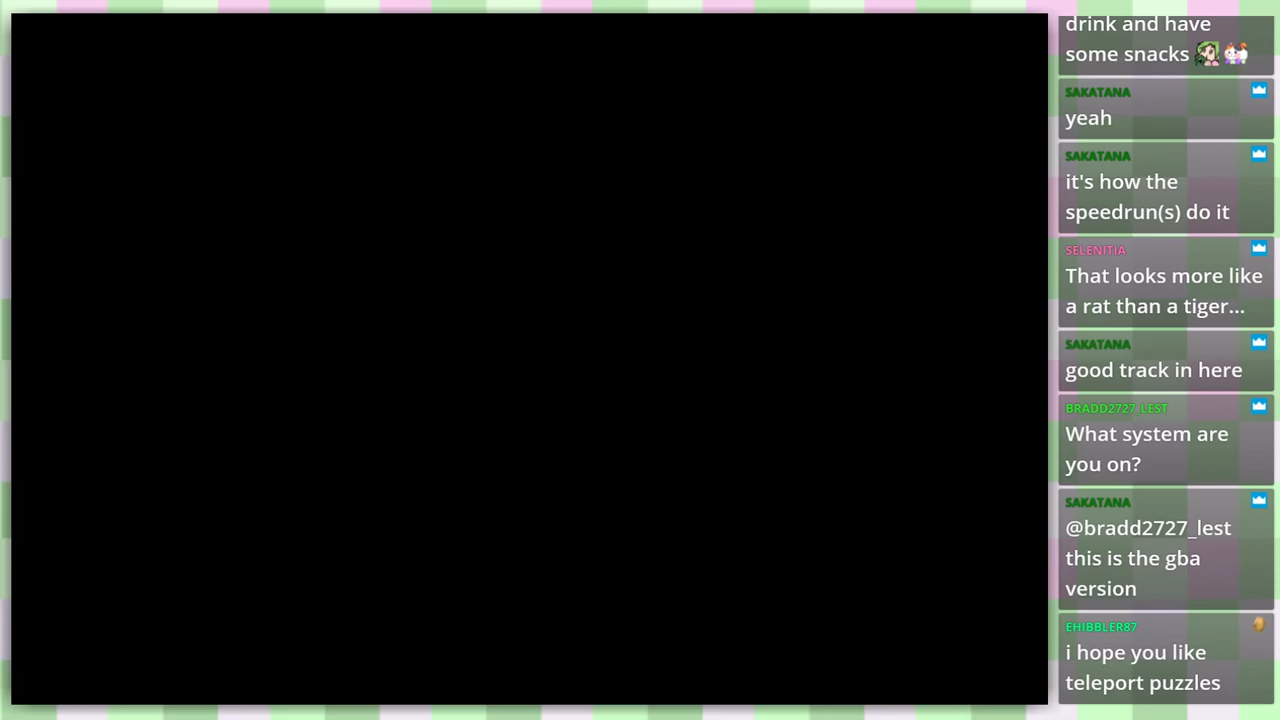 drink and have
some snacks
SAKATANA
yeah
SAKATANA
it's how the
speedrun(s) do it
SELENITIA
That looks more like
a rat than a tiger...
SAKATANA
good track in here
BRADD2727_LEST
What system are
you on?
SAKATANA
@bradd2727_lest
this is the gba
version
EHIBBLER87
i hope you like
teleport puzzles